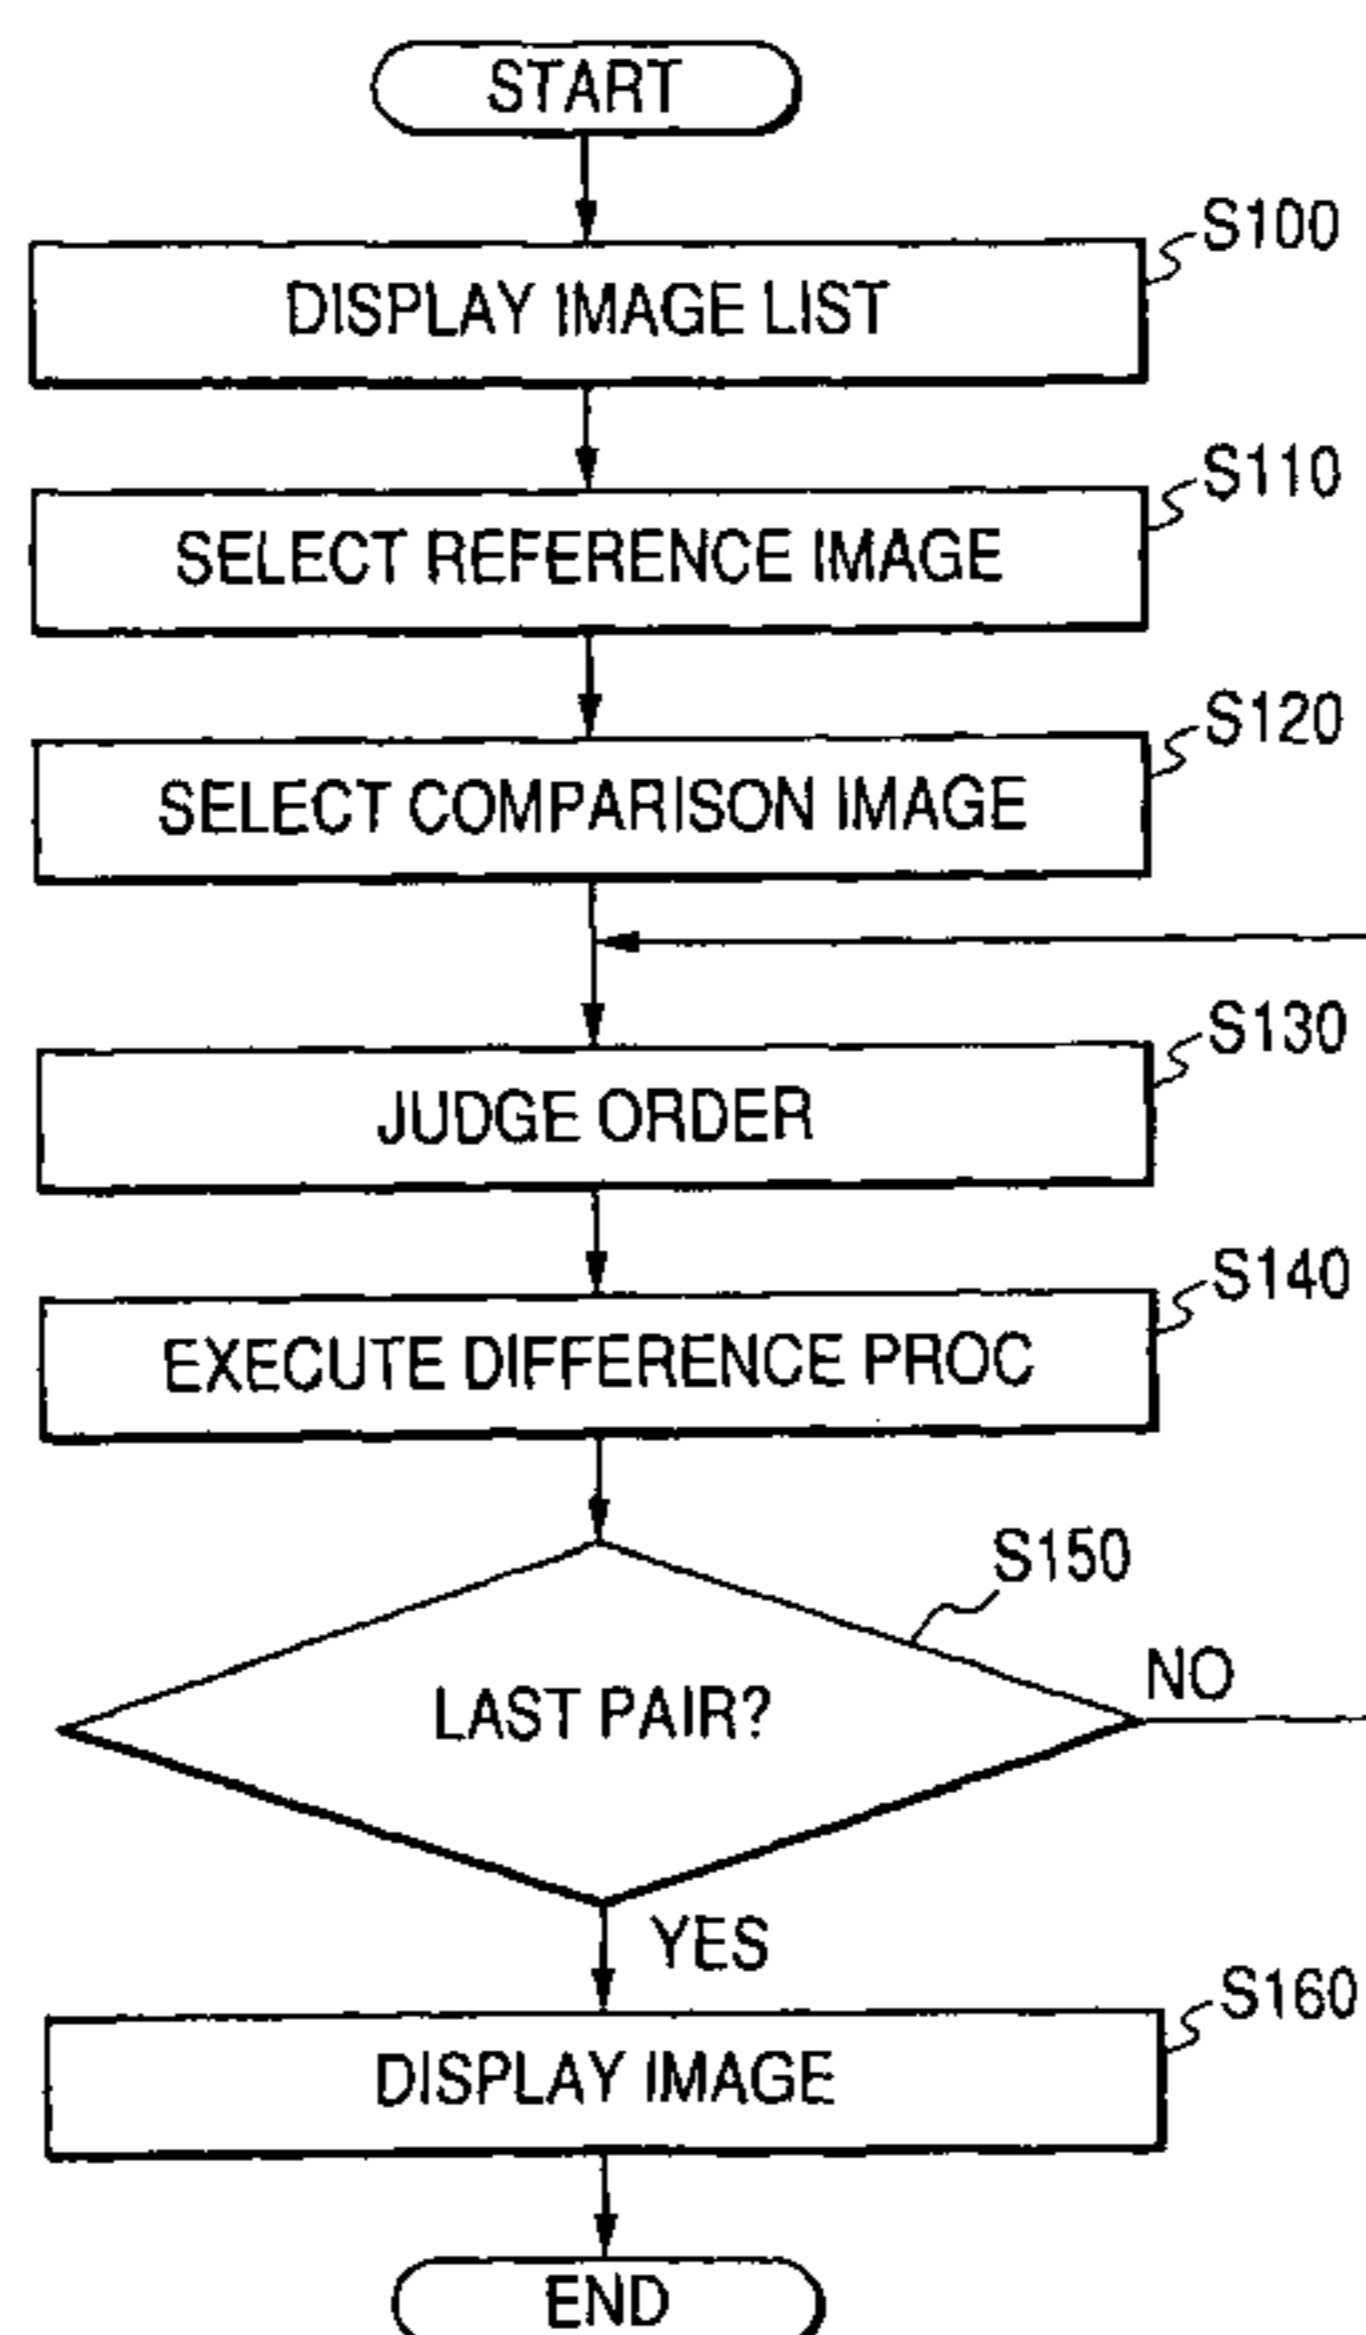 START
S100
DISPLAY IMAGE LIST
S110
SELECT REFERENCE IMAGE
S120
SELECT COMPARISON IMAGE
S130
JUDGE ORDER
S140
EXECUTE DIFFERENCE PROC
S150
LAST PAIR?
NO
YES
S160
DISPLAY IMAGE
END